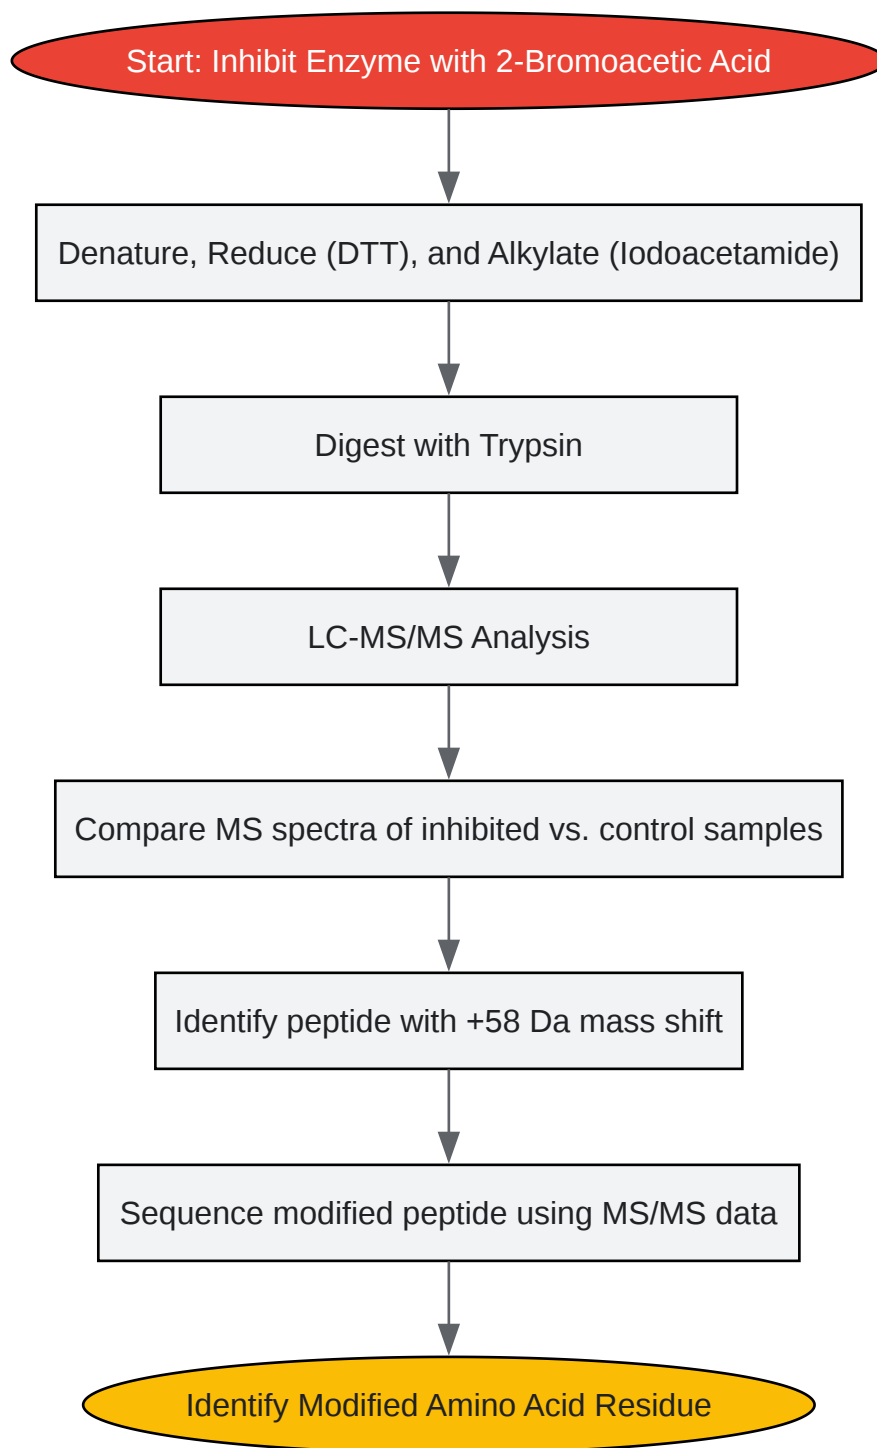 Start: Inhibit Enzyme with 2-Bromoacetic Acid
Denature, Reduce (DTT), and Alkylate (Iodoacetamide)
Digest with Trypsin
LC-MS/MS Analysis
Compare MS spectra of inhibited vs. control samples
Identify peptide with +58 Da mass shift
Sequence modified peptide using MS/MS data
Identify Modified Amino Acid Residue